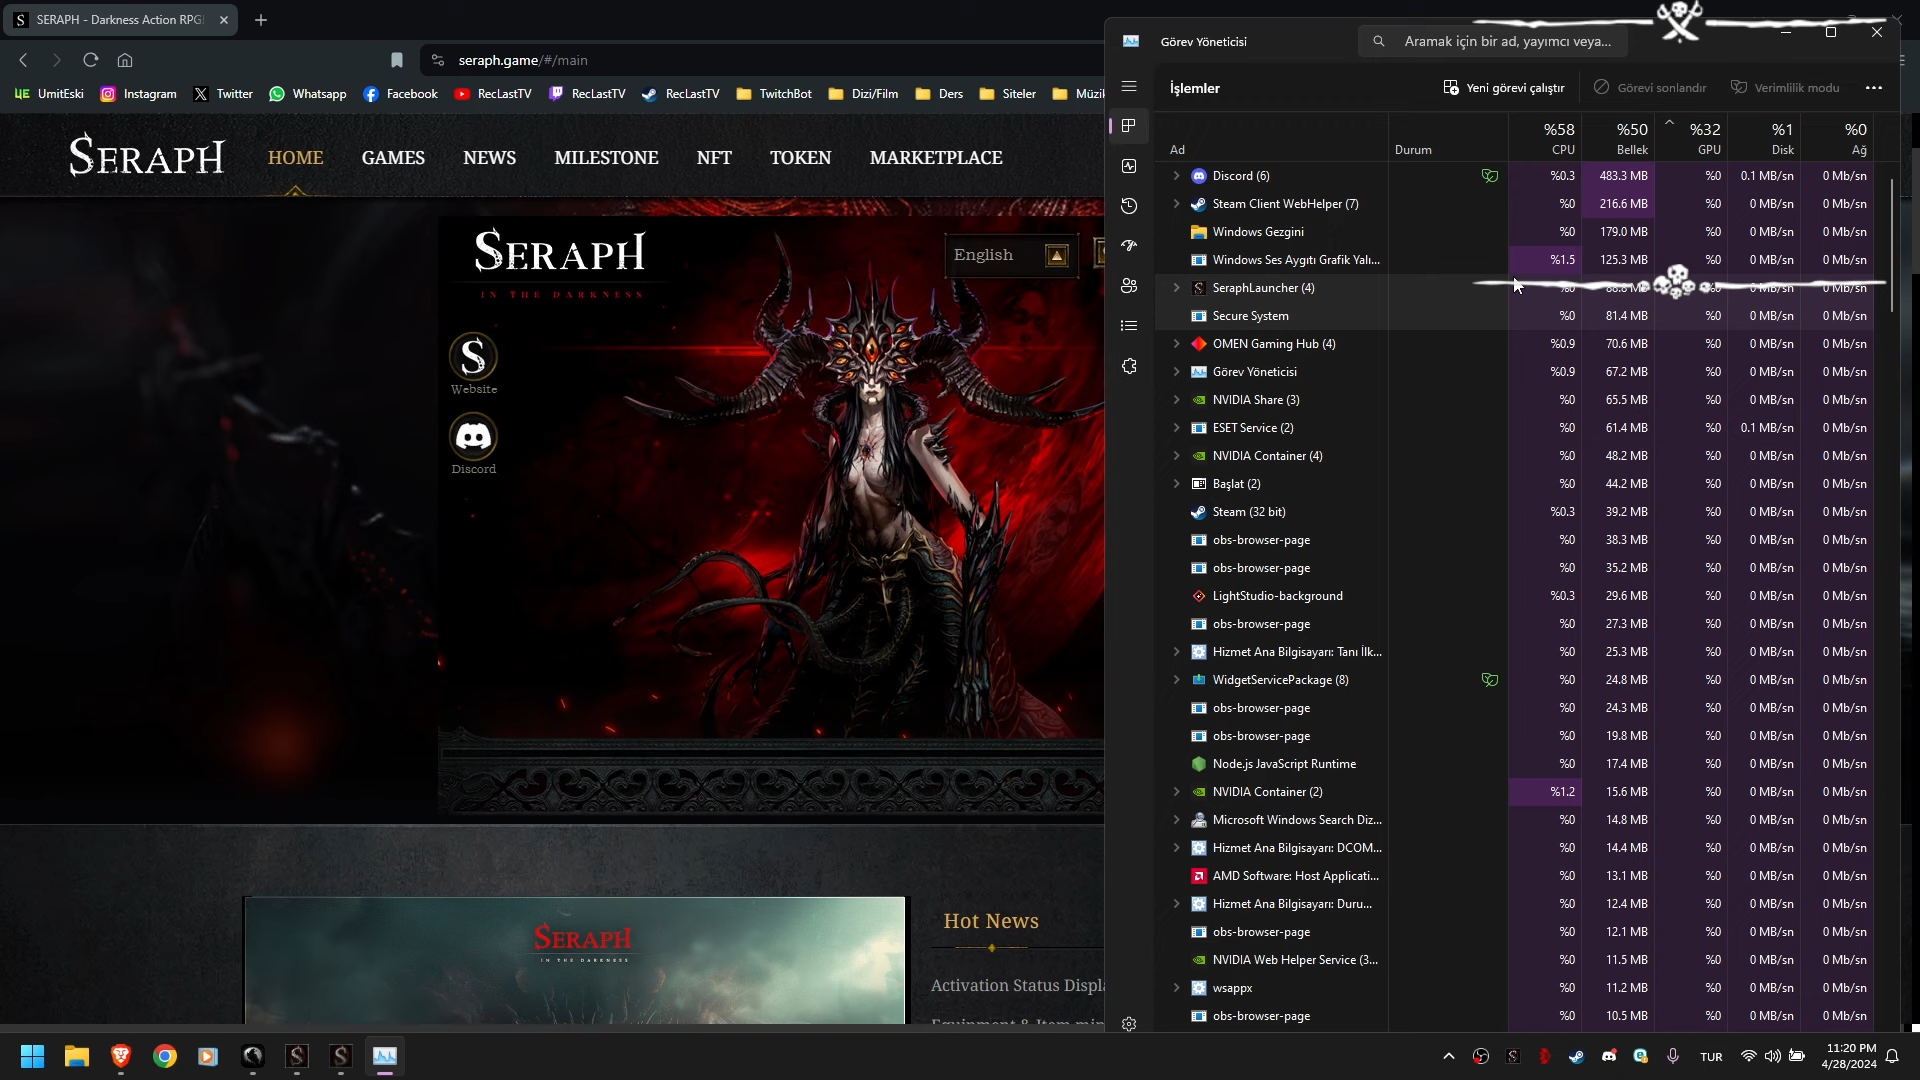 SERAPH - Darkness Action RPG
seraph.game/#/main
UmitEski
Instagram
Twitter
Whatsapp
Facebook
RecLastTV
RecLastTV
RecLastTV
TwitchBot
Dizi/Film
Ders
Siteler
Müzik
SERAPH
HOME
GAMES
NEWS
MILESTONE
NFT
TOKEN
MARKETPLACE
SERAPH
IN THE DARKNESS
English
Website
Discord
SERAPH
IN THE DARKNESS
Hot News
Activation Status Displa
Görev Yöneticisi
Aramak için bir ad, yayımcı veya...
İşlemler
Yeni görevi çalıştır
Görevi sonlandır
Verimlilik modu
%58 %50 %32 %1 %0
Ad Durum CPU Bellek GPU Disk Ağ
Discord (6) %0.3 483.3 MB %0 0.1 MB/sn 0 Mb/sn
Steam Client WebHelper (7) %0 216.6 MB %0 0 MB/sn 0 Mb/sn
Windows Gezgini %0 179.0 MB %0 0 MB/sn 0 Mb/sn
Windows Ses Aygıtı Grafik Yalı... %1.5 125.3 MB %0 0 MB/sn 0 Mb/sn
SeraphLauncher (4) %0 %0 0 MB/sn 0 Mb/sn
Secure System %0 81.4 MB %0 0 MB/sn 0 Mb/sn
OMEN Gaming Hub (4) %0.9 70.6 MB %0 0 MB/sn 0 Mb/sn
Görev Yöneticisi %0.9 67.2 MB %0 0 MB/sn 0 Mb/sn
NVIDIA Share (3) %0 65.5 MB %0 0 MB/sn 0 Mb/sn
ESET Service (2) %0 61.4 MB %0 0.1 MB/sn 0 Mb/sn
NVIDIA Container (4) %0 48.2 MB %0 0 MB/sn 0 Mb/sn
Başlat (2) %0 44.2 MB %0 0 MB/sn 0 Mb/sn
Steam (32 bit) %0.3 39.2 MB %0 0 MB/sn 0 Mb/sn
obs-browser-page %0 38.3 MB %0 0 MB/sn 0 Mb/sn
obs-browser-page %0 35.2 MB %0 0 MB/sn 0 Mb/sn
LightStudio-background %0.3 29.6 MB %0 0 MB/sn 0 Mb/sn
obs-browser-page %0 27.3 MB %0 0 MB/sn 0 Mb/sn
Hizmet Ana Bilgisayarı: Tanı İlk... %0 25.3 MB %0 0 MB/sn 0 Mb/sn
WidgetServicePackage (8) %0 24.8 MB %0 0 MB/sn 0 Mb/sn
obs-browser-page %0 24.3 MB %0 0 MB/sn 0 Mb/sn
obs-browser-page %0 19.8 MB %0 0 MB/sn 0 Mb/sn
Node.js JavaScript Runtime %0 17.4 MB %0 0 MB/sn 0 Mb/sn
NVIDIA Container (2) %1.2 15.6 MB %0 0 MB/sn 0 Mb/sn
Microsoft Windows Search Diz... %0 14.8 MB %0 0 MB/sn 0 Mb/sn
Hizmet Ana Bilgisayarı: DCOM... %0 14.4 MB %0 0 MB/sn 0 Mb/sn
AMD Software: Host Applicati... %0 13.1 MB %0 0 MB/sn 0 Mb/sn
Hizmet Ana Bilgisayarı: Duru... %0 12.4 MB %0 0 MB/sn 0 Mb/sn
obs-browser-page %0 12.1 MB %0 0 MB/sn 0 Mb/sn
NVIDIA Web Helper Service (3... %0 11.5 MB %0 0 MB/sn 0 Mb/sn
wsappx %0 11.2 MB %0 0 MB/sn 0 Mb/sn
obs-browser-page %0 10.5 MB %0 0 MB/sn 0 Mb/sn
TUR
11:20 PM
4/28/2024